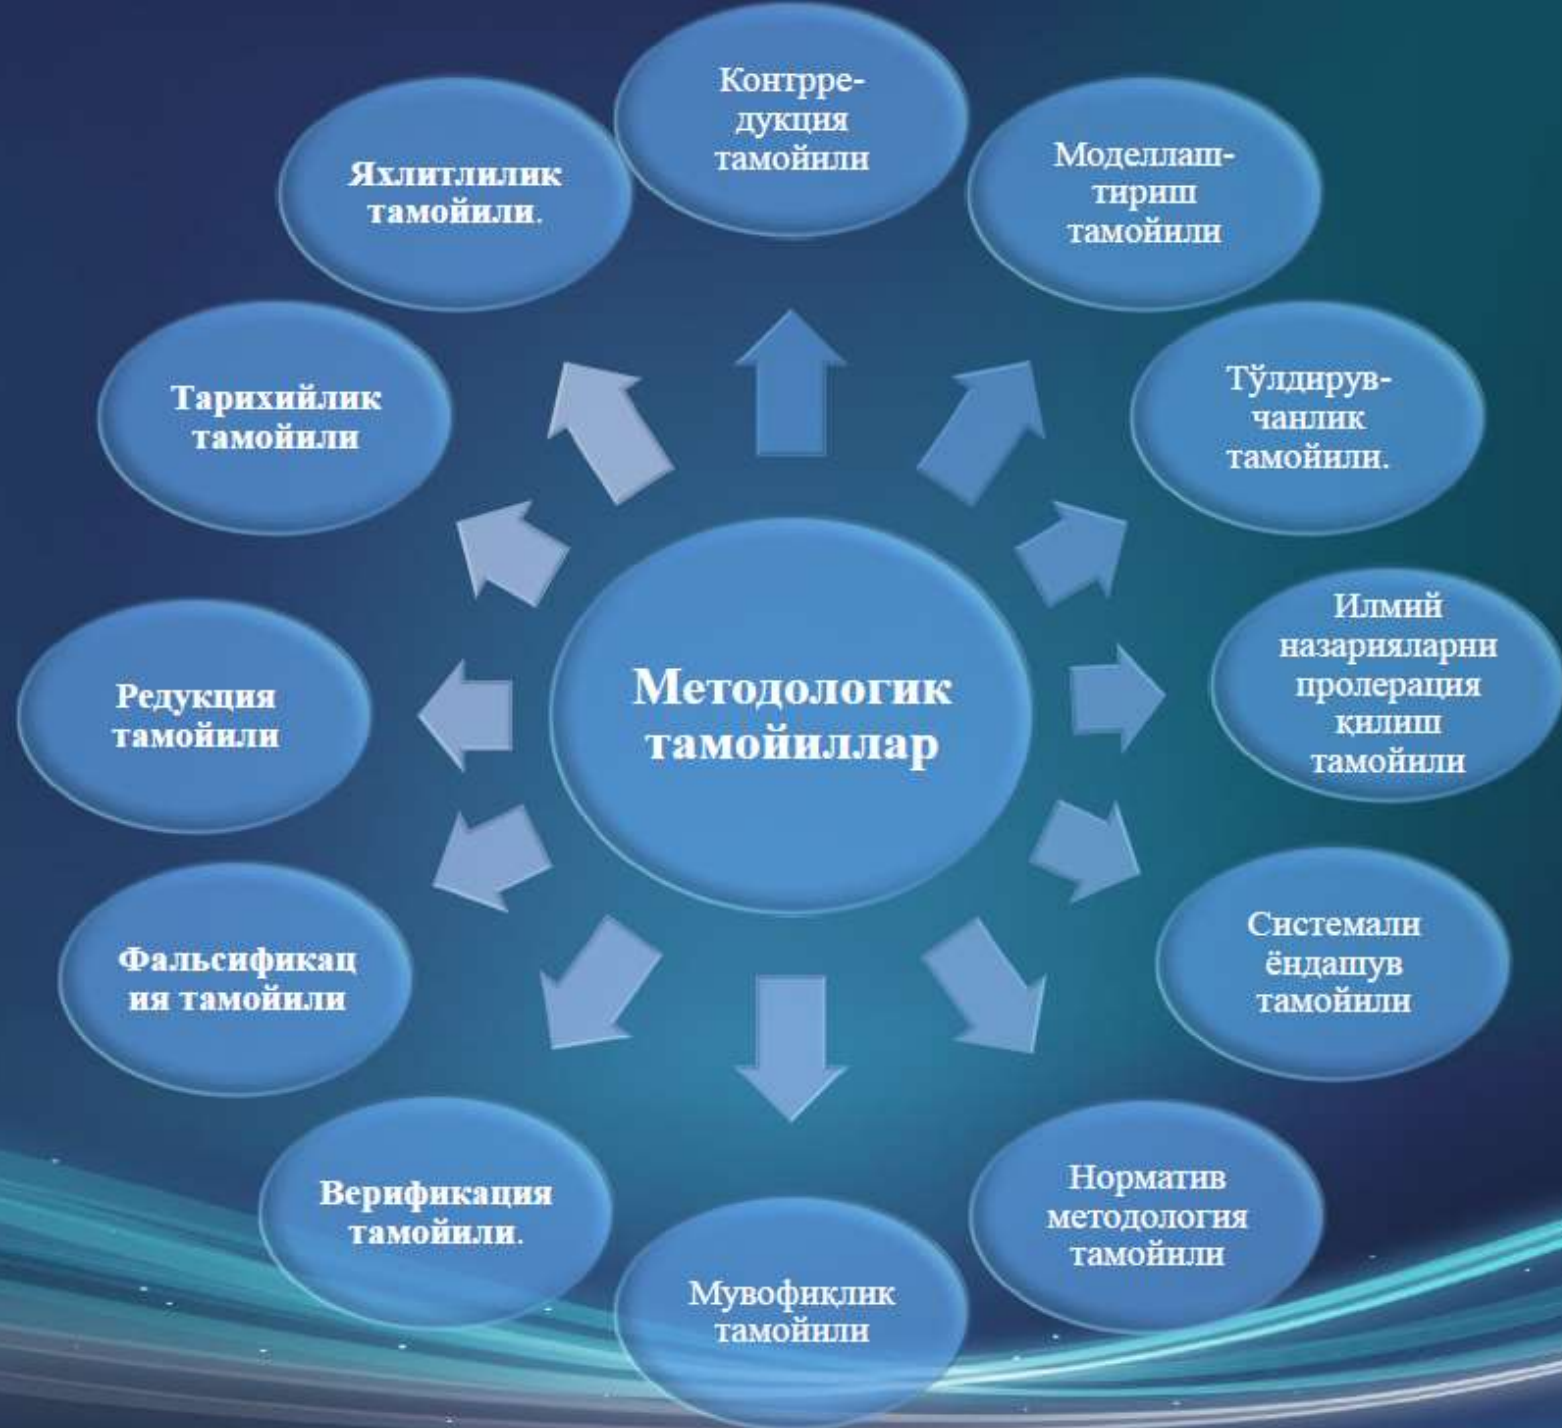 Контрре-
дукция
тамойили
Моделлаш-
тириш
тамойили
Тўлдирув-
чанлик
тамойили.
Илмий
назарияларни
пролерация
қилиш
тамойили
Системали
ёндашув
тамойили
Норматив
методология
тамойили
Мувофиқлик
тамойили
Верификация
тамойили.
Фальсификац
ия тамойили
Редукция
тамойили
Тарихийлик
тамойили
Яхлитлилик
тамойили.
Методологик
тамойиллар